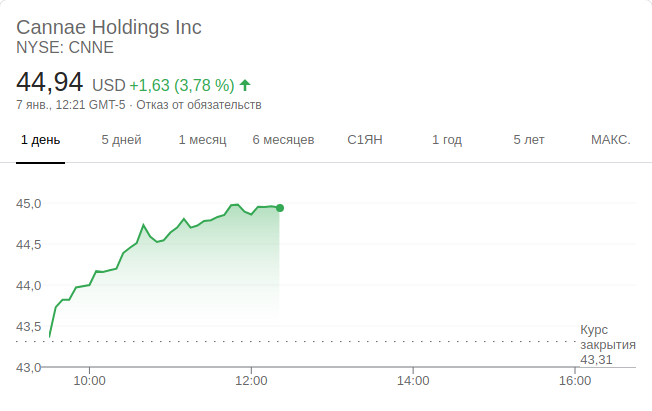 Cannae Holdings Inc
NYSE: CNNE
44,94 USD +1,63 (3,78 %)
7 янв., 12:21 GMT-5 · Отказ от обязательств
1 день 5 дней 1 месяц 6 месяцев С1ЯН 1 год 5 лет МАКС.
45,0
44,5
44,0
43,5
43,0
Курс
закрытия
43,31
10:00 12:00 14:00 16:00